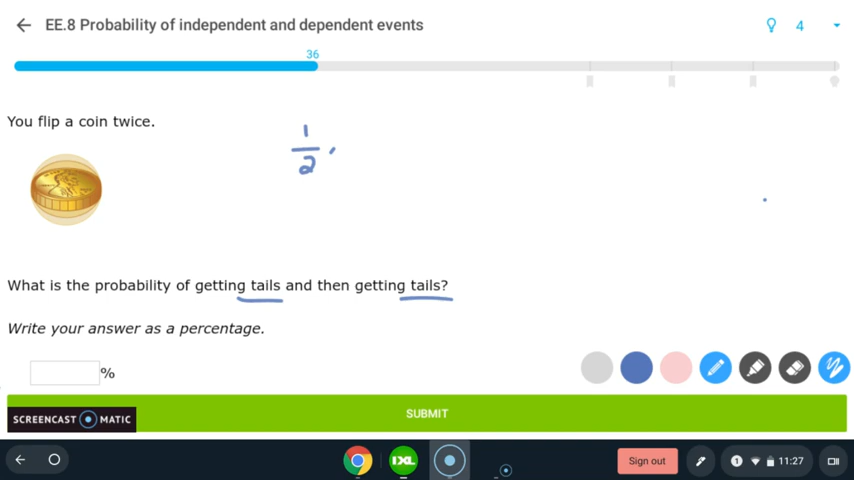 EE.8 Probability of independent and dependent events
4
36
You flip a coin twice.
1
2 ·
What is the probability of getting tails and then getting tails?
Write your answer as a percentage.
%
SUBMIT
SCREENCAST MATIC
IXL
Sign out
1
11:27